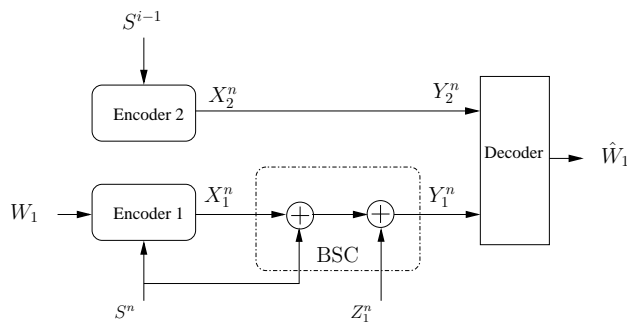 S^{i-1}
Encoder 2
X_2^n
Y_2^n
Decoder
Ŵ_1
W_1
Encoder 1
X_1^n
+
+
Y_1^n
BSC
S^n
Z_1^n